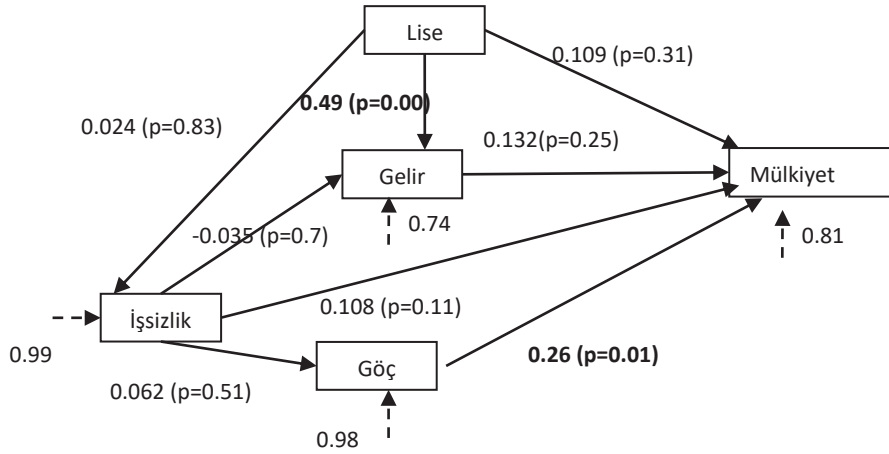 Lise
0.109 (p=0.31)
0.49 (p=0.00)
0.024 (p=0.83)
0.132(p=0.25)
Gelir
Mülkiyet
-0.035 (p=0.7)
0.74
0.81
İşsizlik
0.108 (p=0.11)
0.99
Göç
0.26 (p=0.01)
0.062 (p=0.51)
0.98